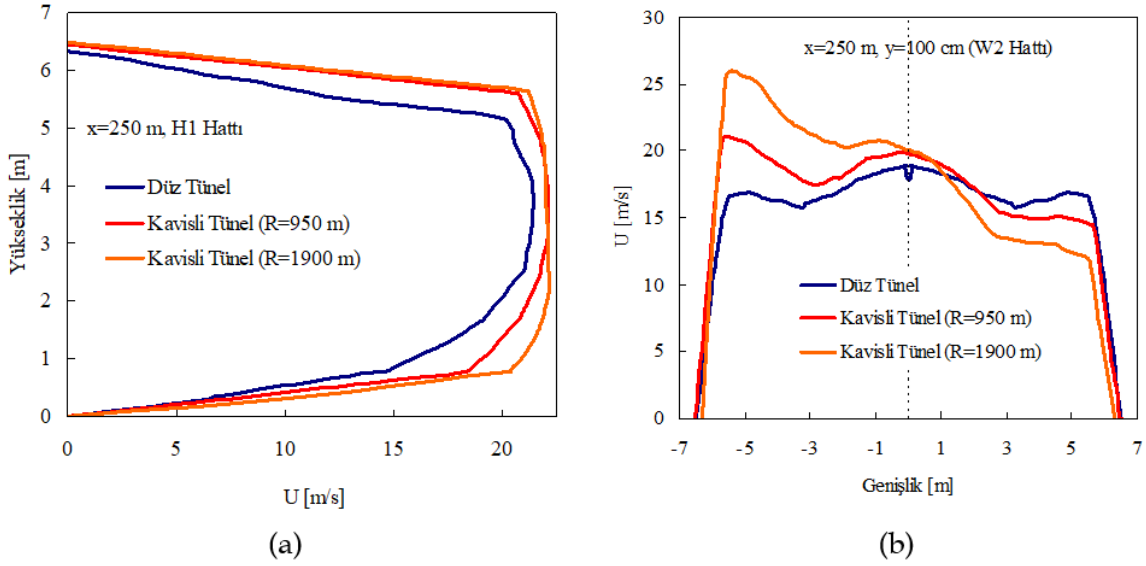 7
6
5
4
3
2
1
0
Yükseklik [m]
x=250 m, H1 Hattı
Düz Tünel
Kavisli Tünel (R=950 m)
Kavisli Tünel (R=1900 m)
0 5 10 15 20
U [m/s]
(a)
30
25
20
15
10
5
0
U [m/s]
x=250 m, y=100 cm (W2 Hattı)
Düz Tünel
Kavisli Tünel (R=950 m)
Kavisli Tünel (R=1900 m)
-7 -5 -3 -1 1 3 5 7
Genişlik [m]
(b)